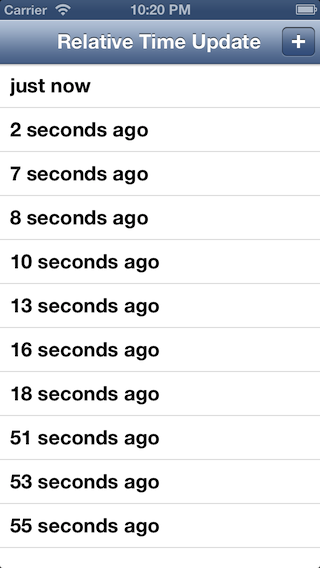 Carrier 10:20 PM
Relative Time Update +
just now
2 seconds ago
7 seconds ago
8 seconds ago
10 seconds ago
13 seconds ago
16 seconds ago
18 seconds ago
51 seconds ago
53 seconds ago
55 seconds ago